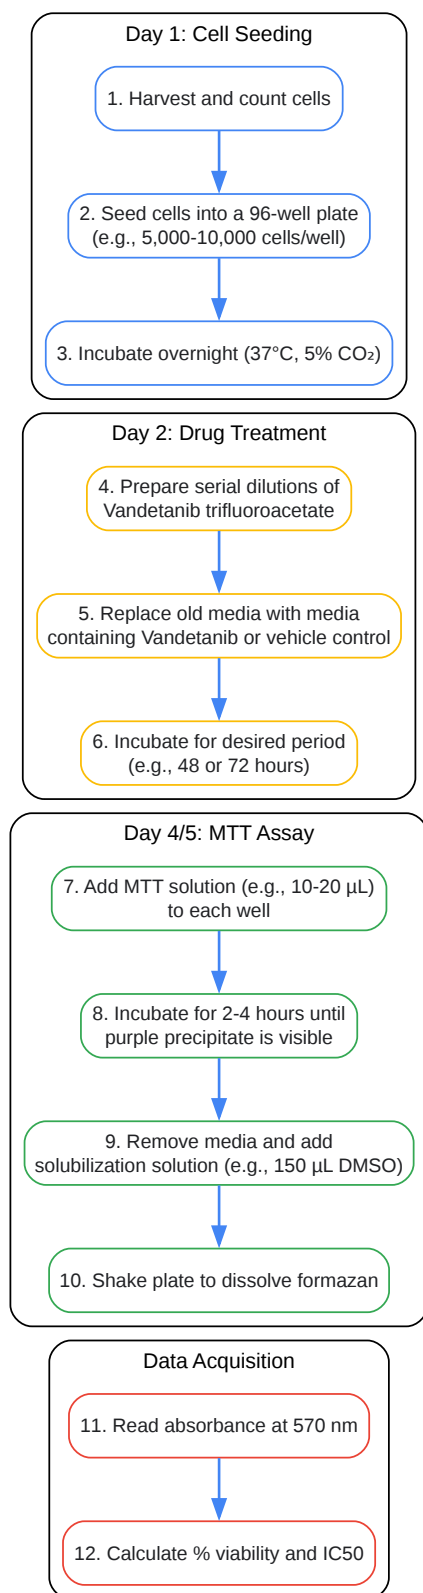 Day 1: Cell Seeding
1. Harvest and count cells
2. Seed cells into a 96-well plate
(e.g., 5,000-10,000 cells/well)
3. Incubate overnight (37°C, 5% CO₂)
Day 2: Drug Treatment
4. Prepare serial dilutions of
Vandetanib trifluoroacetate
5. Replace old media with media
containing Vandetanib or vehicle control
6. Incubate for desired period
(e.g., 48 or 72 hours)
Day 4/5: MTT Assay
7. Add MTT solution (e.g., 10-20 µL)
to each well
8. Incubate for 2-4 hours until
purple precipitate is visible
9. Remove media and add
solubilization solution (e.g., 150 µL DMSO)
10. Shake plate to dissolve formazan
Data Acquisition
11. Read absorbance at 570 nm
12. Calculate % viability and IC50